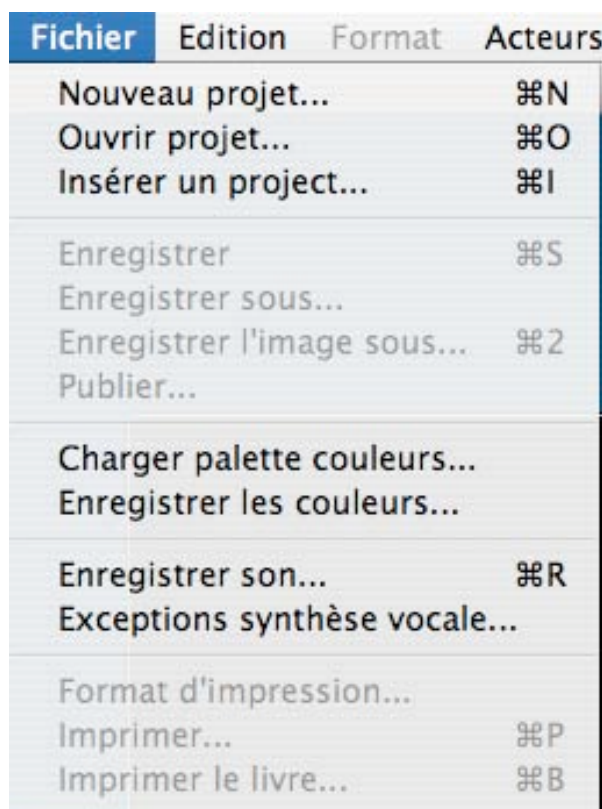 Fichier Edition Format Acteurs
Nouveau projet... ⌘N
Ouvrir projet... ⌘O
Insérer un project... ⌘I
Enregistrer ⌘S
Enregistrer sous...
Enregistrer l'image sous... ⌘2
Publier...
Charger palette couleurs...
Enregistrer les couleurs...
Enregistrer son... ⌘R
Exceptions synthèse vocale...
Format d'impression...
Imprimer... ⌘P
Imprimer le livre... ⌘B